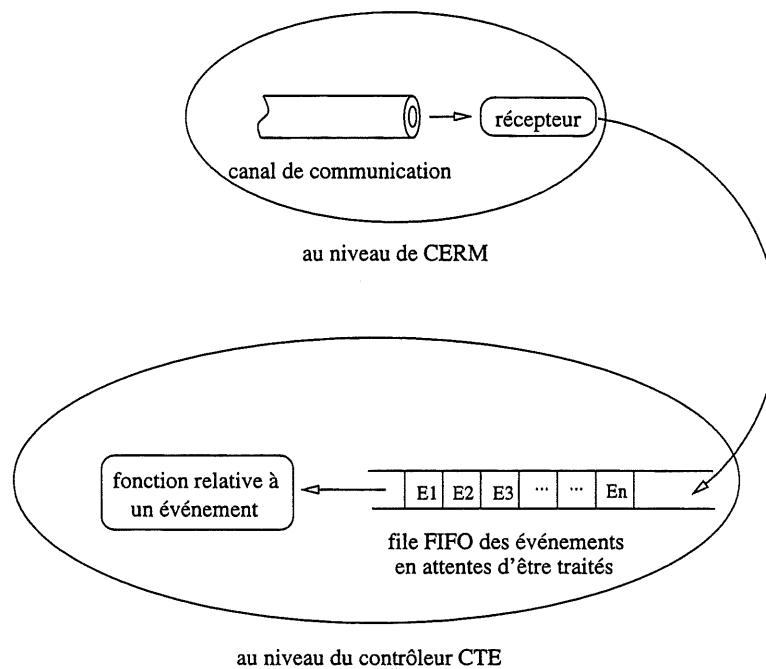 récepteur
canal de communication
au niveau de CERM
fonction relative à
un événement
E1 E2 E3 ... ... En
file FIFO des événements
en attentes d'être traités
au niveau du contrôleur CTE